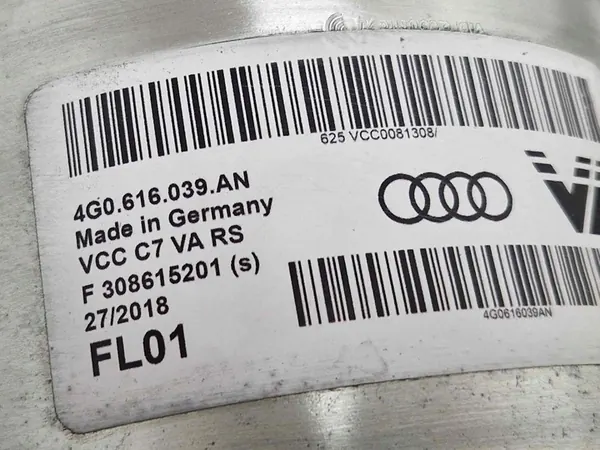 625 VCC0081308/
4G0.616.039.AN
Made in Germany
VCC C7 VA RS
F 308615201 (s)
27/2018
FL01
4G0616039AN